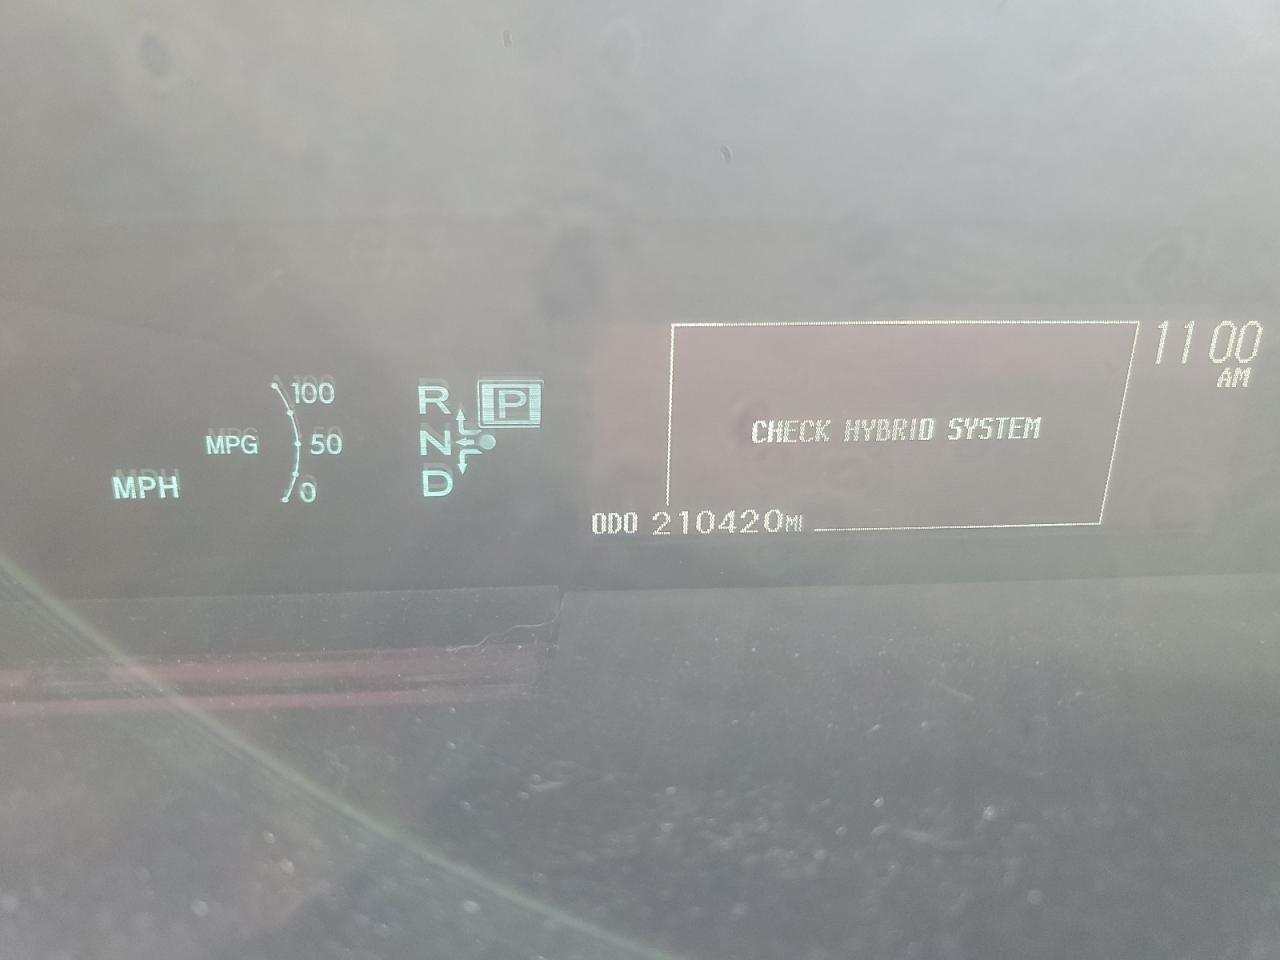 11 00
AM
100
R P
MPG 50 N
CHECK HYBRID SYSTEM
MPH 0 D
ODO 210420MI